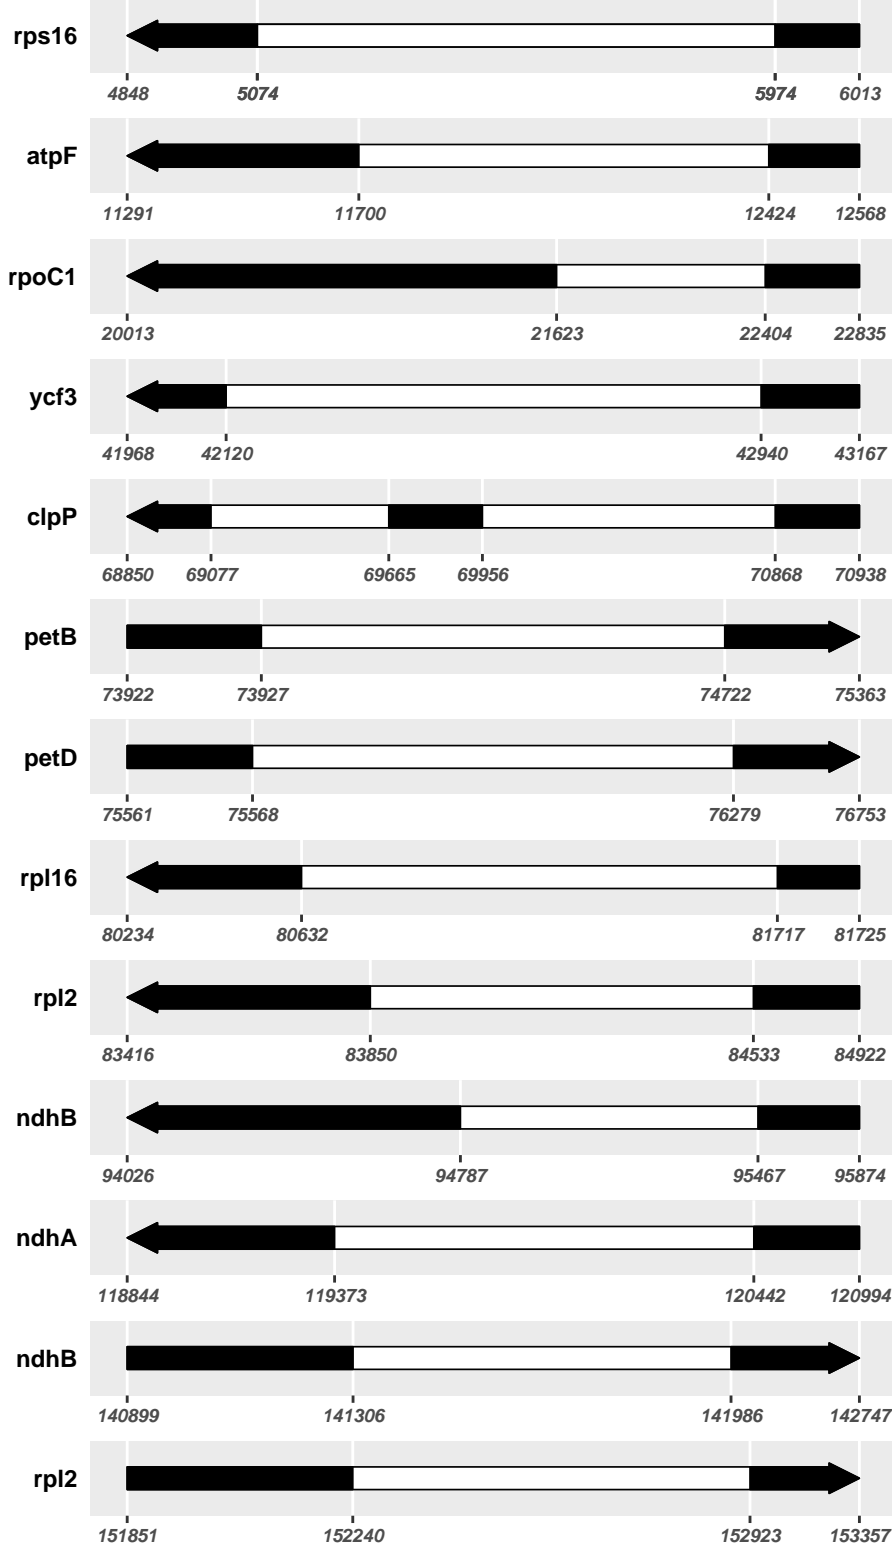 rps16
4848 5074 5974 6013
atpF
11291 11700 12424 12568
rpoC1
20013 21623 22404 22835
ycf3
41968 42120 42940 43167
clpP
68850 69077 69665 69956 70868 70938
petB
73922 73927 74722 75363
petD
75561 75568 76279 76753
rpl16
80234 80632 81717 81725
rpl2
83416 83850 84533 84922
ndhB
94026 94787 95467 95874
ndhA
118844 119373 120442 120994
ndhB
140899 141306 141986 142747
rpl2
151851 152240 152923 153357